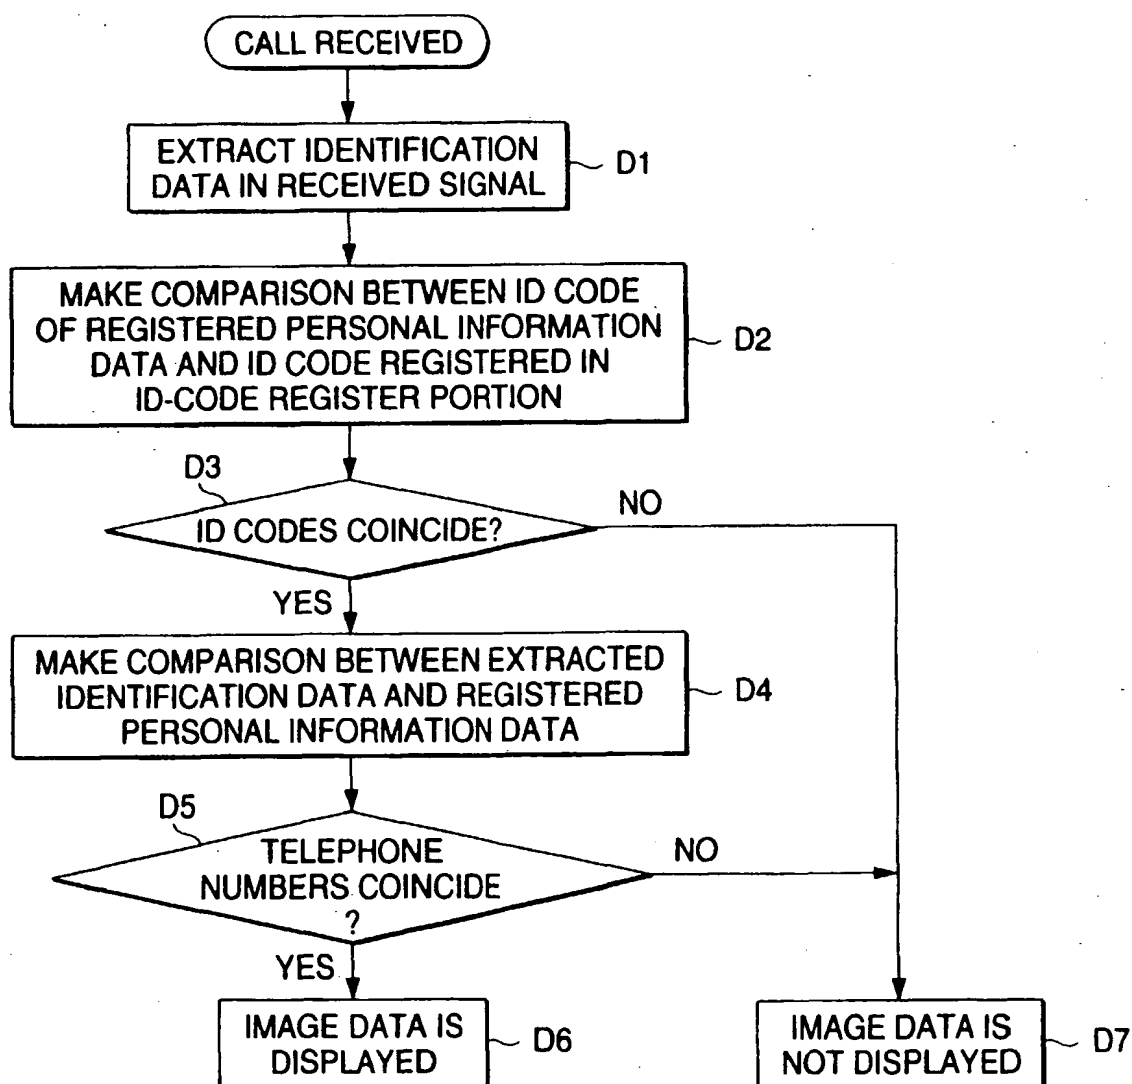 CALL RECEIVED
EXTRACT IDENTIFICATION
DATA IN RECEIVED SIGNAL
D1
MAKE COMPARISON BETWEEN ID CODE
OF REGISTERED PERSONAL INFORMATION
DATA AND ID CODE REGISTERED IN
ID-CODE REGISTER PORTION
D2
D3
ID CODES COINCIDE?
NO
YES
MAKE COMPARISON BETWEEN EXTRACTED
IDENTIFICATION DATA AND REGISTERED
PERSONAL INFORMATION DATA
D4
D5
TELEPHONE
NUMBERS COINCIDE
?
NO
YES
IMAGE DATA IS
DISPLAYED
D6
IMAGE DATA IS
NOT DISPLAYED
D7